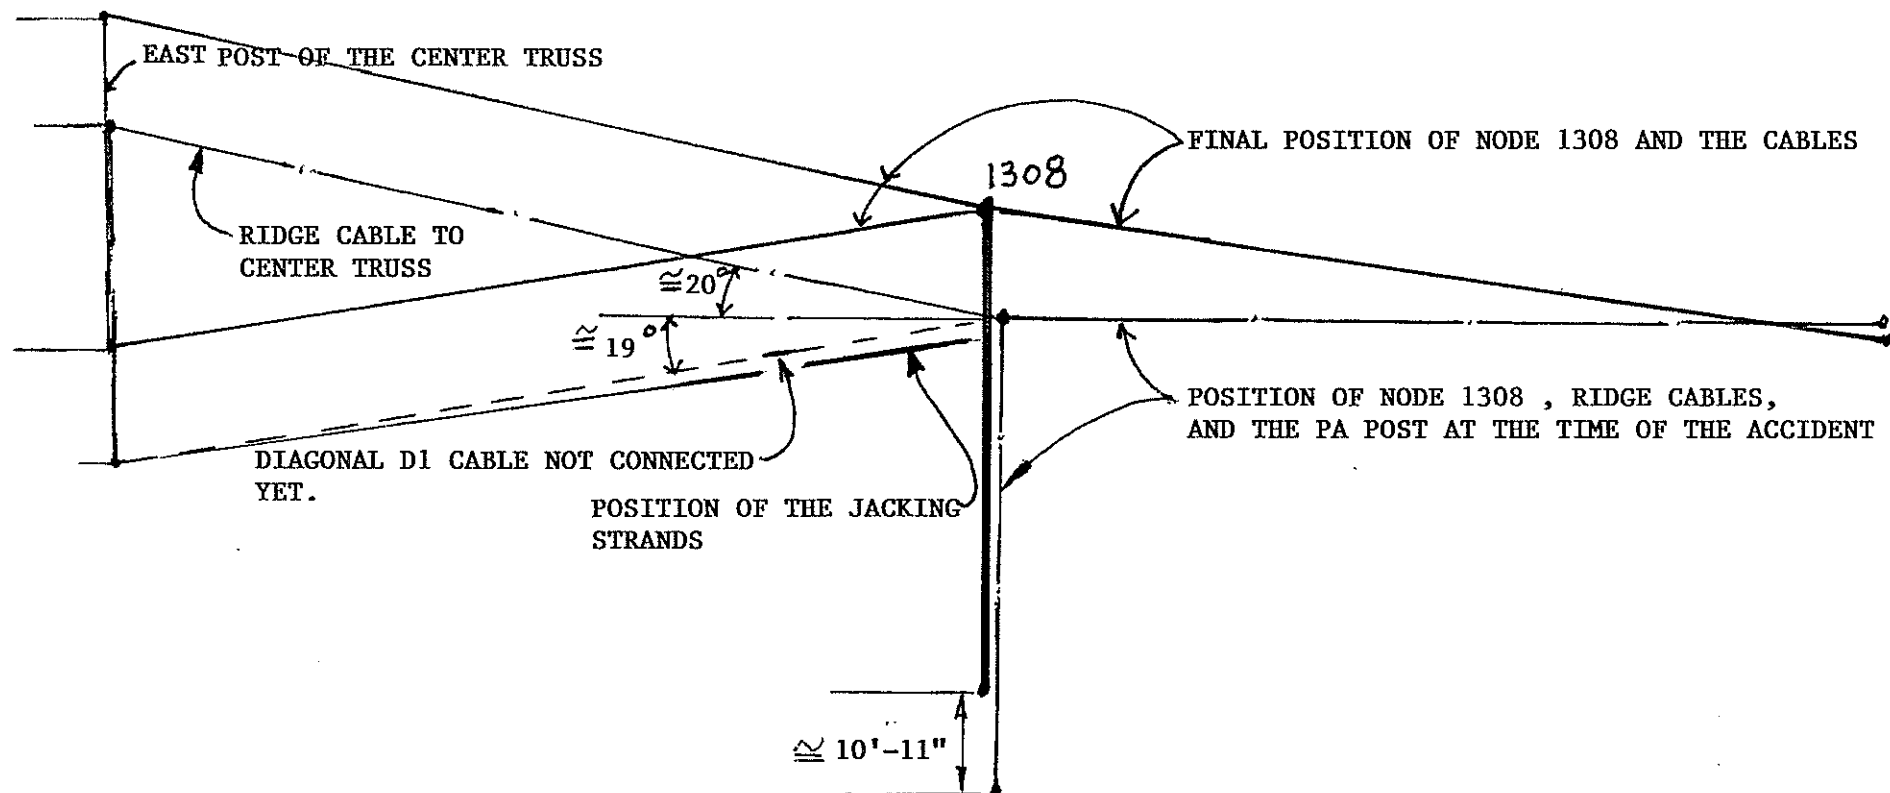 EAST POST OF THE CENTER TRUSS
FINAL POSITION OF NODE 1308 AND THE CABLES
1308
RIDGE CABLE TO
CENTER TRUSS
≅20°
≅19°
POSITION OF NODE 1308 , RIDGE CABLES,
AND THE PA POST AT THE TIME OF THE ACCIDENT
DIAGONAL D1 CABLE NOT CONNECTED
YET.
POSITION OF THE JACKING
STRANDS
≅ 10'-11"